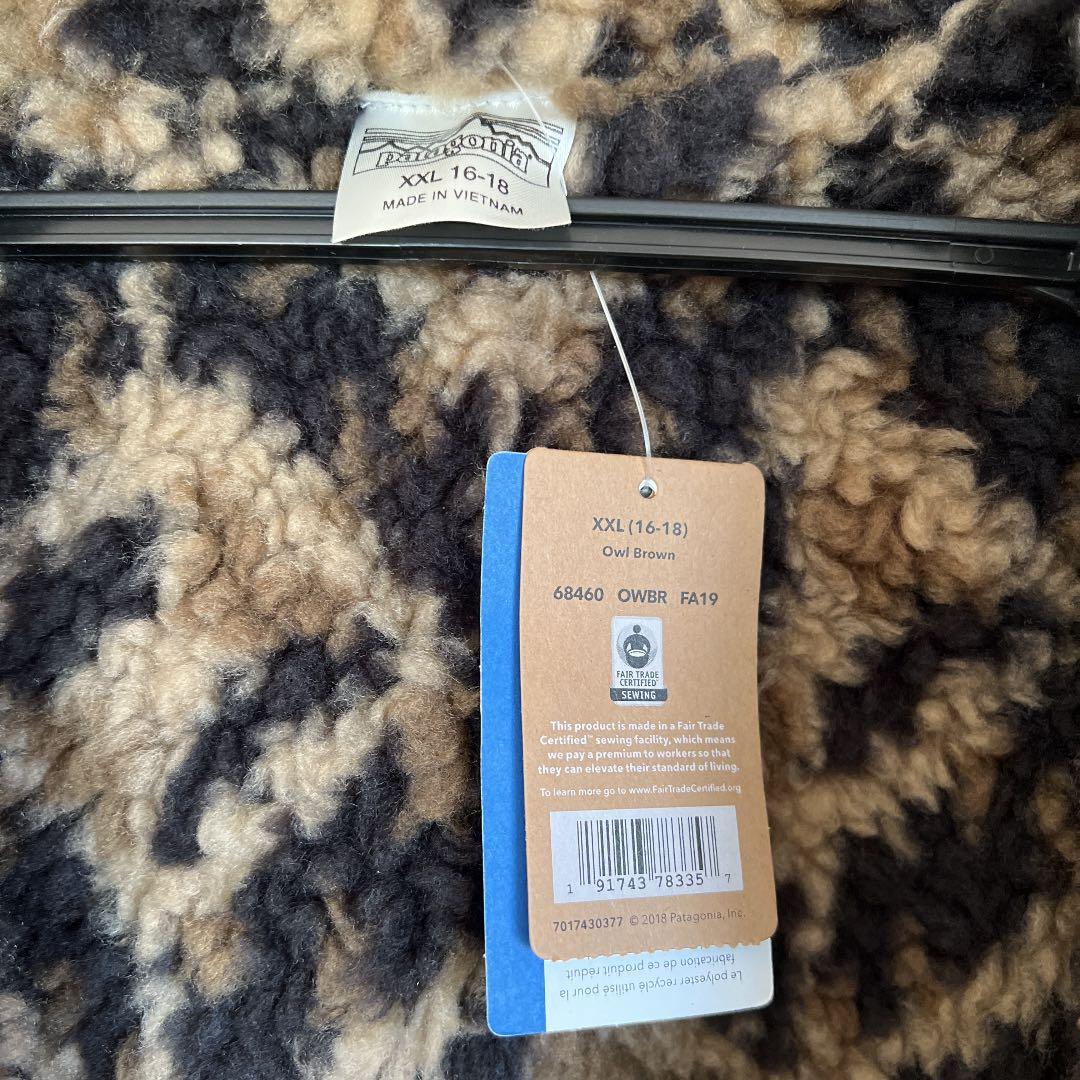 patagonia
XXL 16-18
MADE IN VIETNAM
XXL (16-18)
Owl Brown
68460 OWBR FA19
FAIR TRADE
CERTIFIED™
SEWING
This product is made in a Fair Trade
Certified™ sewing facility, which means
we pay a premium to workers so that
they can elevate their standard of living.
To learn more go to www.FairTradeCertified.org
1 91743 78335 7
7017430377 © 2018 Patagonia, Inc.
Le polyester recyclé utilisé pour la
fabrication de ce produit réduit